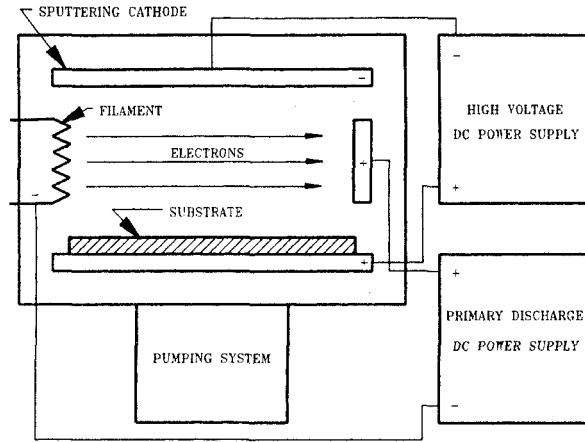 SPUTTERING CATHODE
-
-
FILAMENT
HIGH VOLTAGE
DC POWER SUPPLY
ELECTRONS
+
-
+
SUBSTRATE
+
+
PRIMARY DISCHARGE
DC POWER SUPPLY
PUMPING SYSTEM
-